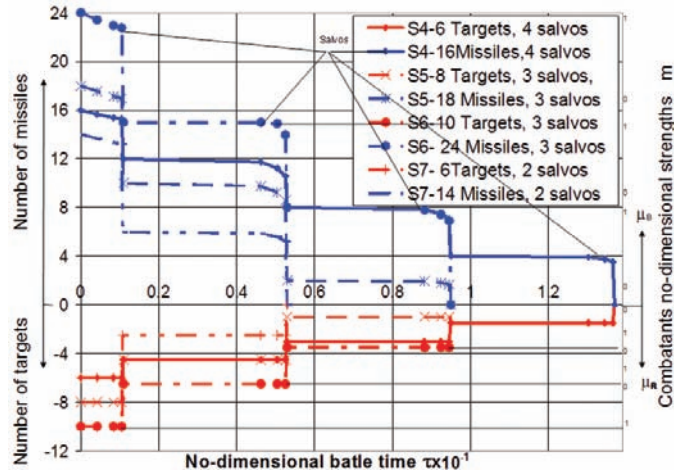 24
20
16
12
8
4
0
-4
-8
-12
Number of missiles
Number of targets
Salvos
S4-6 Targets, 4 salvos
S4-16Missiles, 4 salvos
S5-8 Targets, 3 salvos,
S5-18 Missiles, 3 salvos
S6-10 Targets, 3 salvos
S6- 24 Missiles, 3 salvos
S7- 6Targets, 2 salvos
S7-14 Missiles, 2 salvos
0 0.2 0.4 0.6 0.8 1 1.2
No-dimensional batle time τx10⁻¹
Combatants no-dimensional strengths m
μB
μR